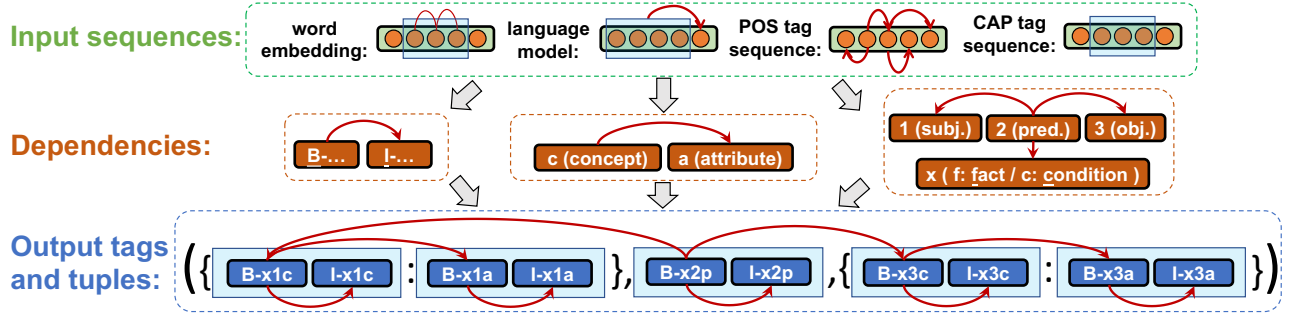 Input sequences:
word embedding:
language model:
POS tag sequence:
CAP tag sequence:
Dependencies:
B-...
I-...
c (concept)
a (attribute)
1 (subj.)
2 (pred.)
3 (obj.)
x ( f: fact / c: condition )
Output tags and tuples:
( { B-x1c I-x1c : B-x1a I-x1a } , B-x2p I-x2p , { B-x3c I-x3c : B-x3a I-x3a } )